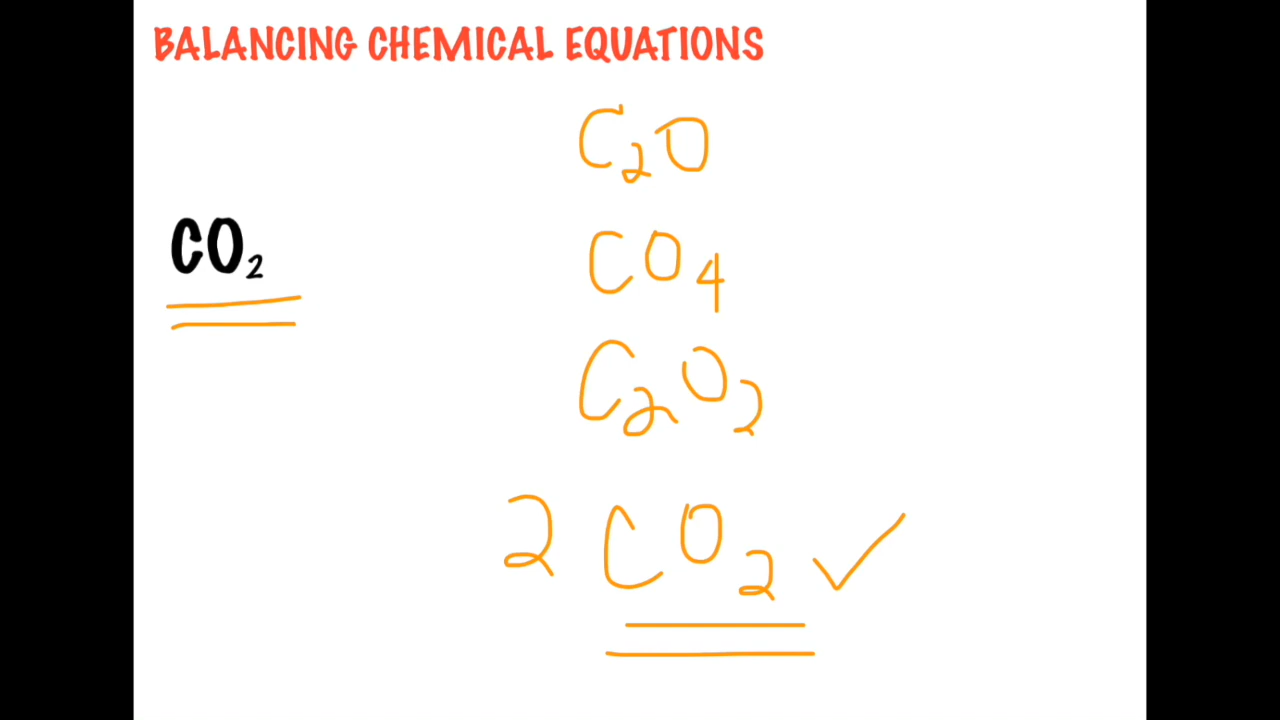 BALANCING CHEMICAL EQUATIONS
C₂O
CO₂
CO₄
C₂O₂
2 CO₂ ✓